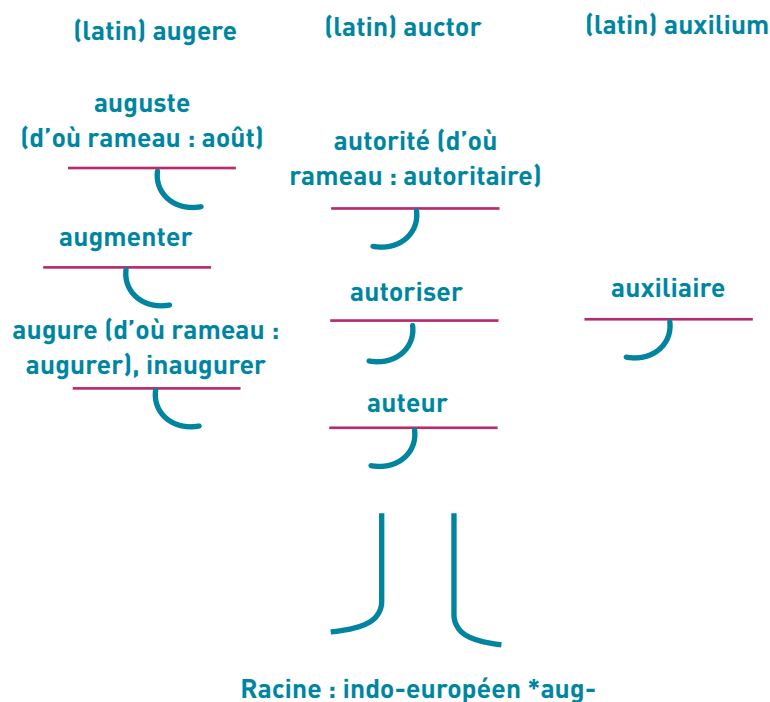 (latin) augere
(latin) auctor
(latin) auxilium
auguste
(d’où rameau : août)
augmenter
augure (d’où rameau :
augurer), inaugurer
autorité (d’où
rameau : autoritaire)
autoriser
auteur
auxiliaire
Racine : indo-européen *aug-